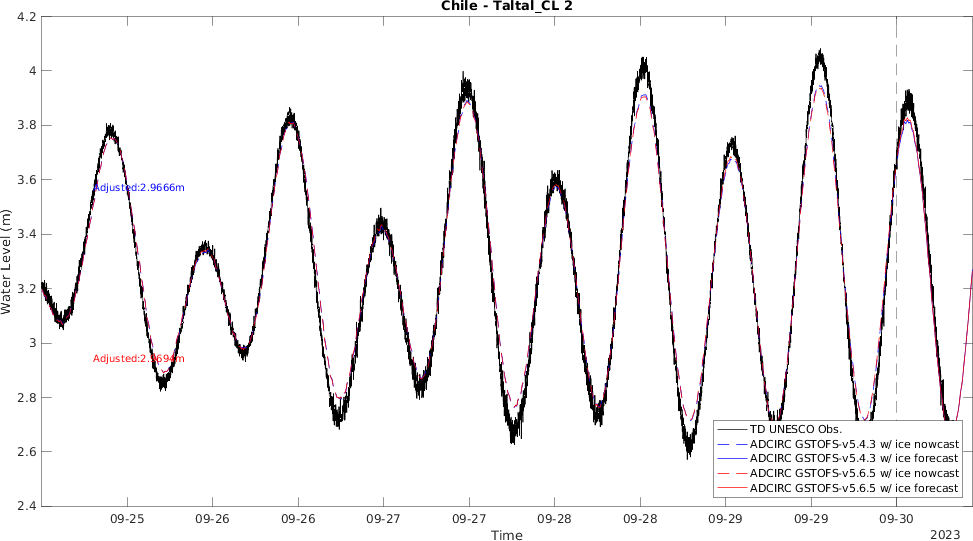 Chile - Taltal_CL 2
4.2
4
3.8
3.6
3.4
3.2
3
2.8
2.6
2.4
Water Level (m)
Adjusted:2.9666m
Adjusted:2.9694m
TD UNESCO Obs.
ADCIRC GSTOFS-v5.4.3 w/ ice nowcast
ADCIRC GSTOFS-v5.4.3 w/ ice forecast
ADCIRC GSTOFS-v5.6.5 w/ ice nowcast
ADCIRC GSTOFS-v5.6.5 w/ ice forecast
09-25 09-26 09-26 09-27 09-27 09-28 09-28 09-29 09-29 09-30
Time
2023